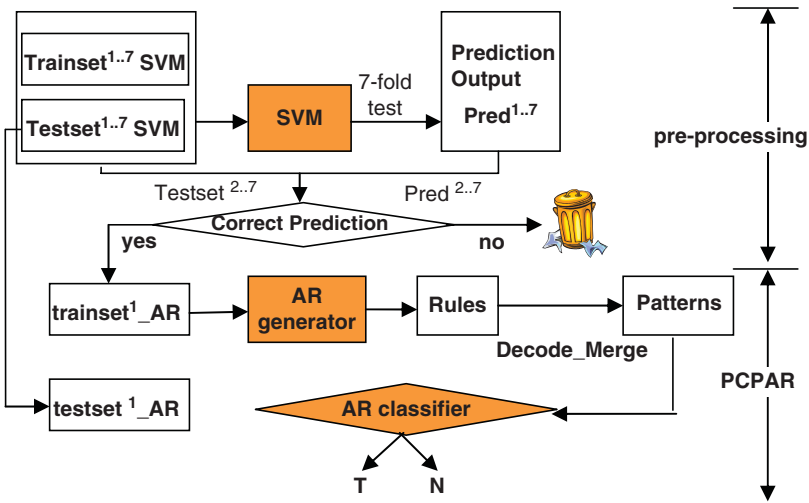 Trainset1..7 SVM
Testset1..7 SVM
SVM
7-fold
test
Prediction
Output
Pred1..7
pre-processing
Testset 2..7
Pred 2..7
Correct Prediction
yes
no
trainset1_AR
AR
generator
Rules
Patterns
Decode_Merge
PCPAR
testset 1_AR
AR classifier
T
N